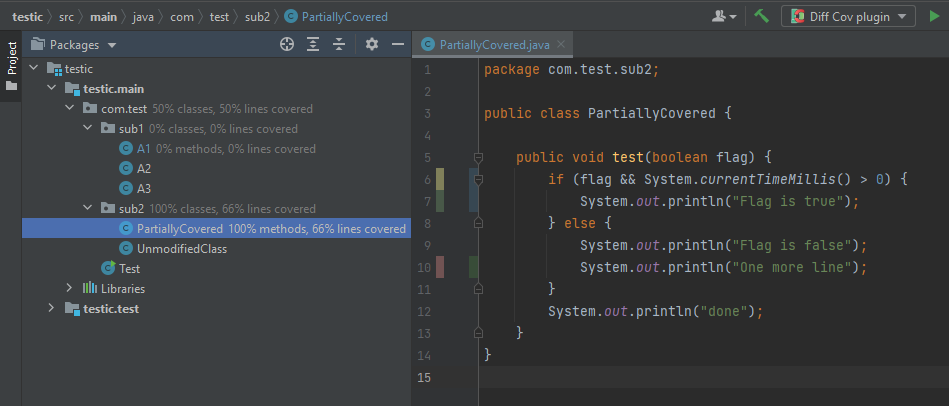 testic src main java com test sub2 PartiallyCovered
Diff Cov plugin
Project
Packages
testic
testic.main
com.test 50% classes, 50% lines covered
sub1 0% classes, 0% lines covered
A1 0% methods, 0% lines covered
A2
A3
sub2 100% classes, 66% lines covered
PartiallyCovered 100% methods, 66% lines covered
UnmodifiedClass
Test
Libraries
testic.test
PartiallyCovered.java
1 package com.test.sub2;
2
3 public class PartiallyCovered {
4
5 public void test(boolean flag) {
6 if (flag && System.currentTimeMillis() > 0) {
7 System.out.println("Flag is true");
8 } else {
9 System.out.println("Flag is false");
10 System.out.println("One more line");
11 }
12 System.out.println("done");
13 }
14 }
15